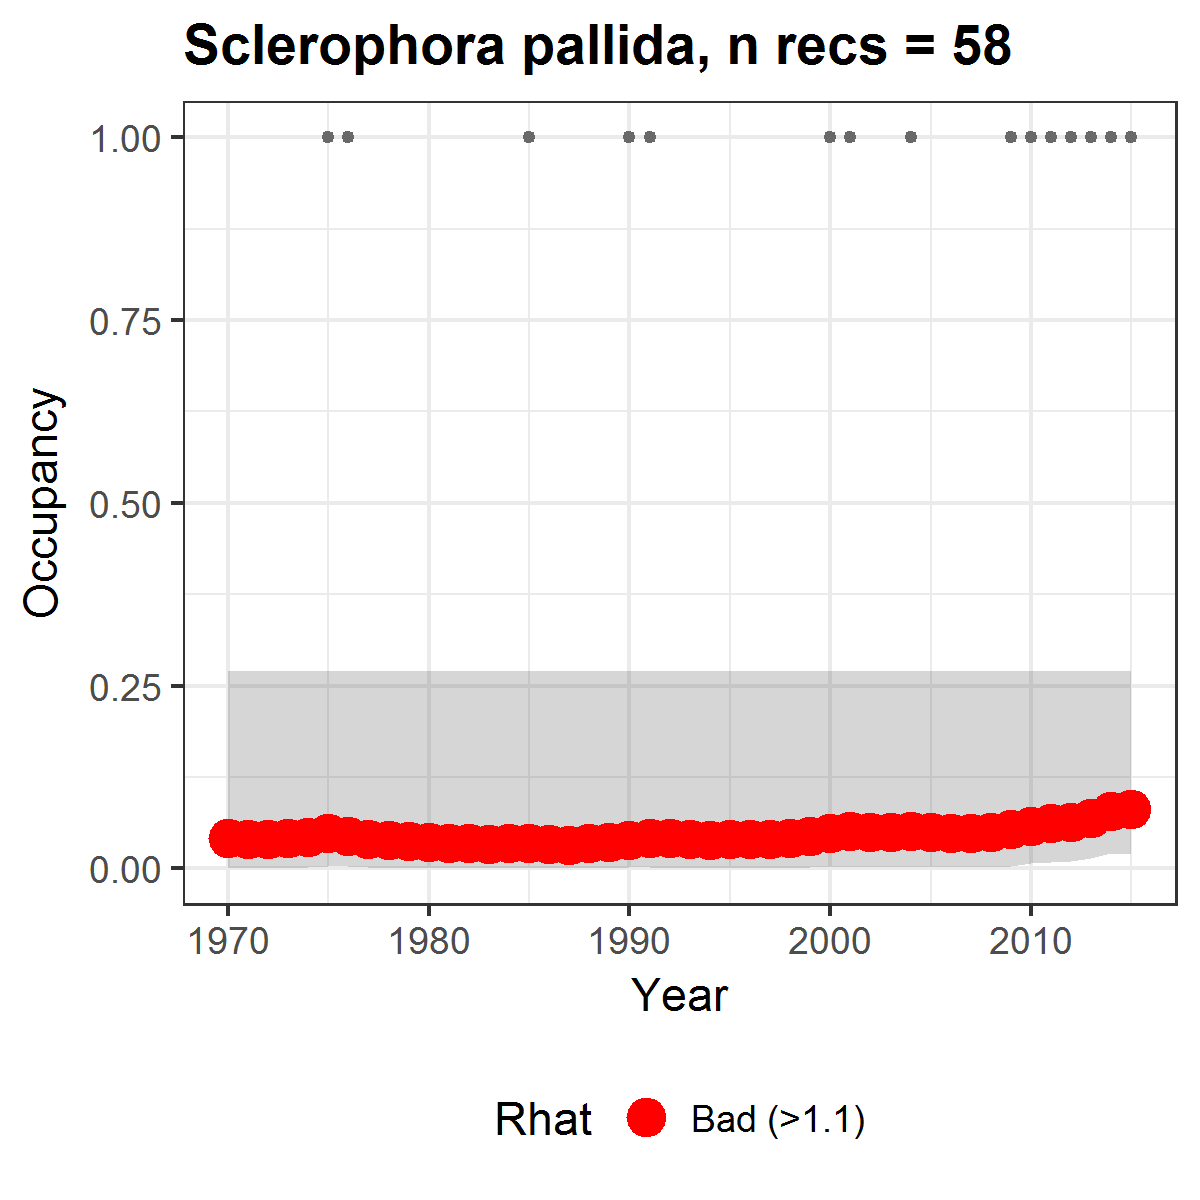 Sclerophora pallida, n recs = 58
1.00
0.75
0.50
0.25
0.00
Occupancy
1970 1980 1990 2000 2010
Year
Rhat Bad (>1.1)